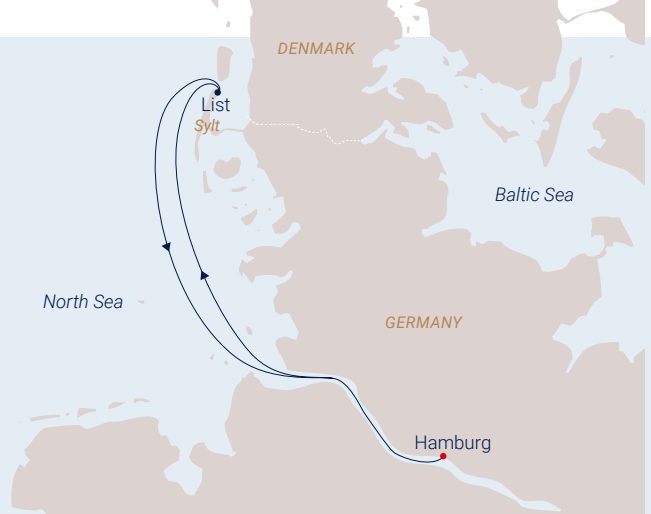 DENMARK
List
Sylt
Baltic Sea
North Sea
GERMANY
Hamburg